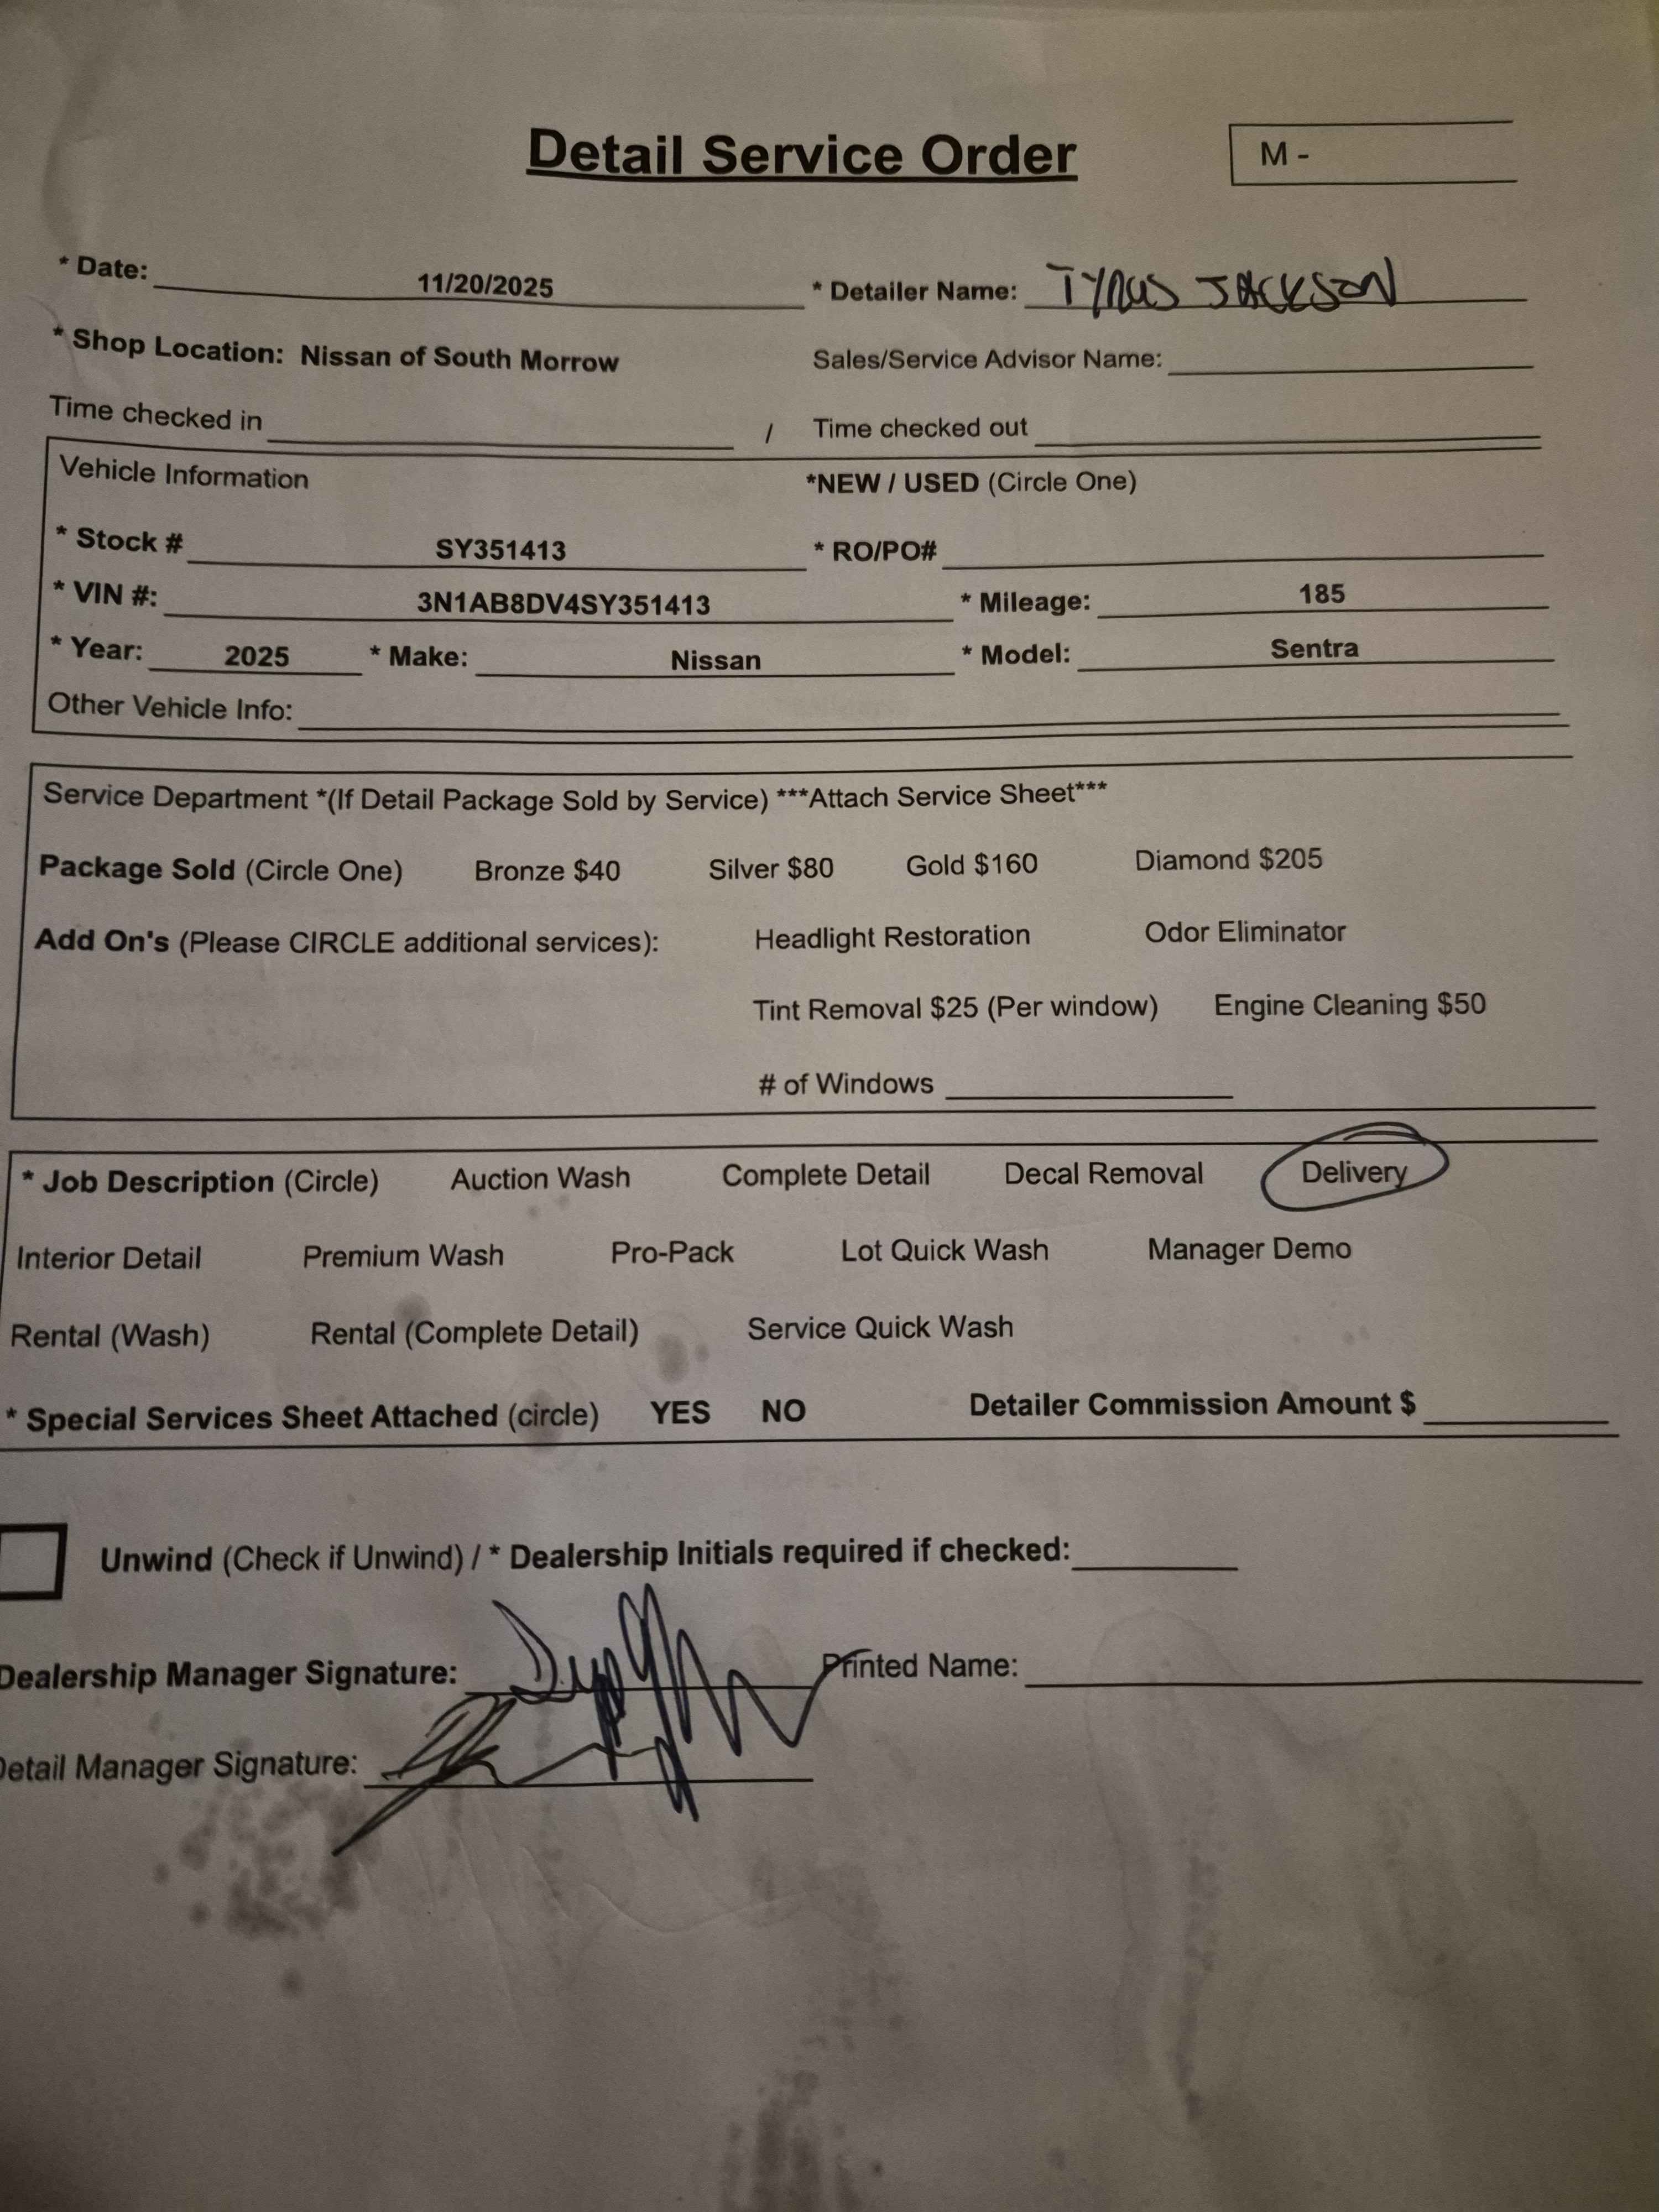 Detail Service Order
M -
* Date: 11/20/2025 * Detailer Name: TYRUS JACKSON
* Shop Location: Nissan of South Morrow Sales/Service Advisor Name:
Time checked in / Time checked out
Vehicle Information *NEW / USED (Circle One)
* Stock # SY351413 * RO/PO#
* VIN #: 3N1AB8DV4SY351413 * Mileage: 185
* Year: 2025 * Make: Nissan * Model: Sentra
Other Vehicle Info:
Service Department *(If Detail Package Sold by Service) ***Attach Service Sheet***
Package Sold (Circle One) Bronze $40 Silver $80 Gold $160 Diamond $205
Add On's (Please CIRCLE additional services): Headlight Restoration Odor Eliminator
Tint Removal $25 (Per window) Engine Cleaning $50
# of Windows
* Job Description (Circle) Auction Wash Complete Detail Decal Removal Delivery
Interior Detail Premium Wash Pro-Pack Lot Quick Wash Manager Demo
Rental (Wash) Rental (Complete Detail) Service Quick Wash
* Special Services Sheet Attached (circle) YES NO Detailer Commission Amount $
Unwind (Check if Unwind) / * Dealership Initials required if checked:
Dealership Manager Signature: Printed Name:
Detail Manager Signature: